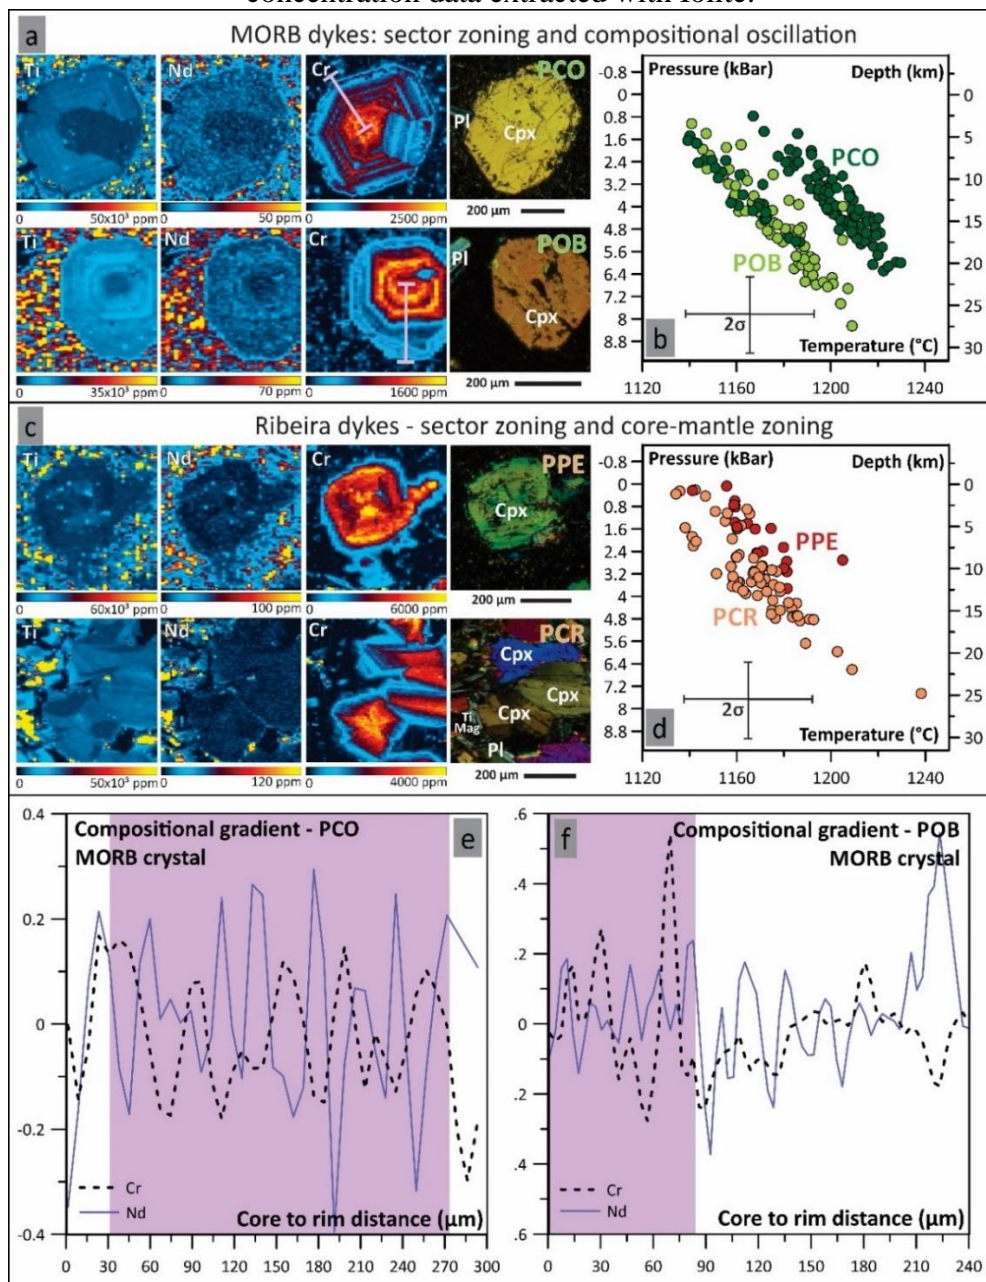 concentration data extracted with Iolite.
a
MORB dykes: sector zoning and compositional oscillation
Ti
Nd
Cr
PCO
Pl
Cpx
0 50x10³ ppm
0 50 ppm
0 2500 ppm
200 µm
Ti
Nd
Cr
POB
Pl
Cpx
0 35x10³ ppm
0 70 ppm
0 1600 ppm
200 µm
Pressure (kBar)
Depth (km)
-0.8
0
0.8
1.6
2.4
3.2
4
4.8
5.6
6.4
7.2
8
8.8
0
5
10
15
20
25
30
PCO
POB
2σ
b
Temperature (°C)
1120 1160 1200 1240
c
Ribeira dykes - sector zoning and core-mantle zoning
Ti
Nd
Cr
PPE
Cpx
0 60x10³ ppm
0 100 ppm
0 6000 ppm
200 µm
Ti
Nd
Cr
PCR
Cpx
Cpx
Cpx
Ti
Mag
Pl
0 50x10³ ppm
0 120 ppm
0 4000 ppm
200 µm
Pressure (kBar)
Depth (km)
-0.8
0
0.8
1.6
2.4
3.2
4
4.8
5.6
6.4
7.2
8
8.8
0
5
10
15
20
25
30
PPE
PCR
2σ
d
Temperature (°C)
1120 1160 1200 1240
Compositional gradient - PCO
MORB crystal
e
0.4
0.2
0
-0.2
-0.4
Cr
Nd
Core to rim distance (µm)
0 30 60 90 120 150 180 210 240 270 300
f
Compositional gradient - POB
MORB crystal
.6
.4
.2
0
.2
.4
.6
Cr
Nd
Core to rim distance (µm)
0 30 60 90 120 150 180 210 240